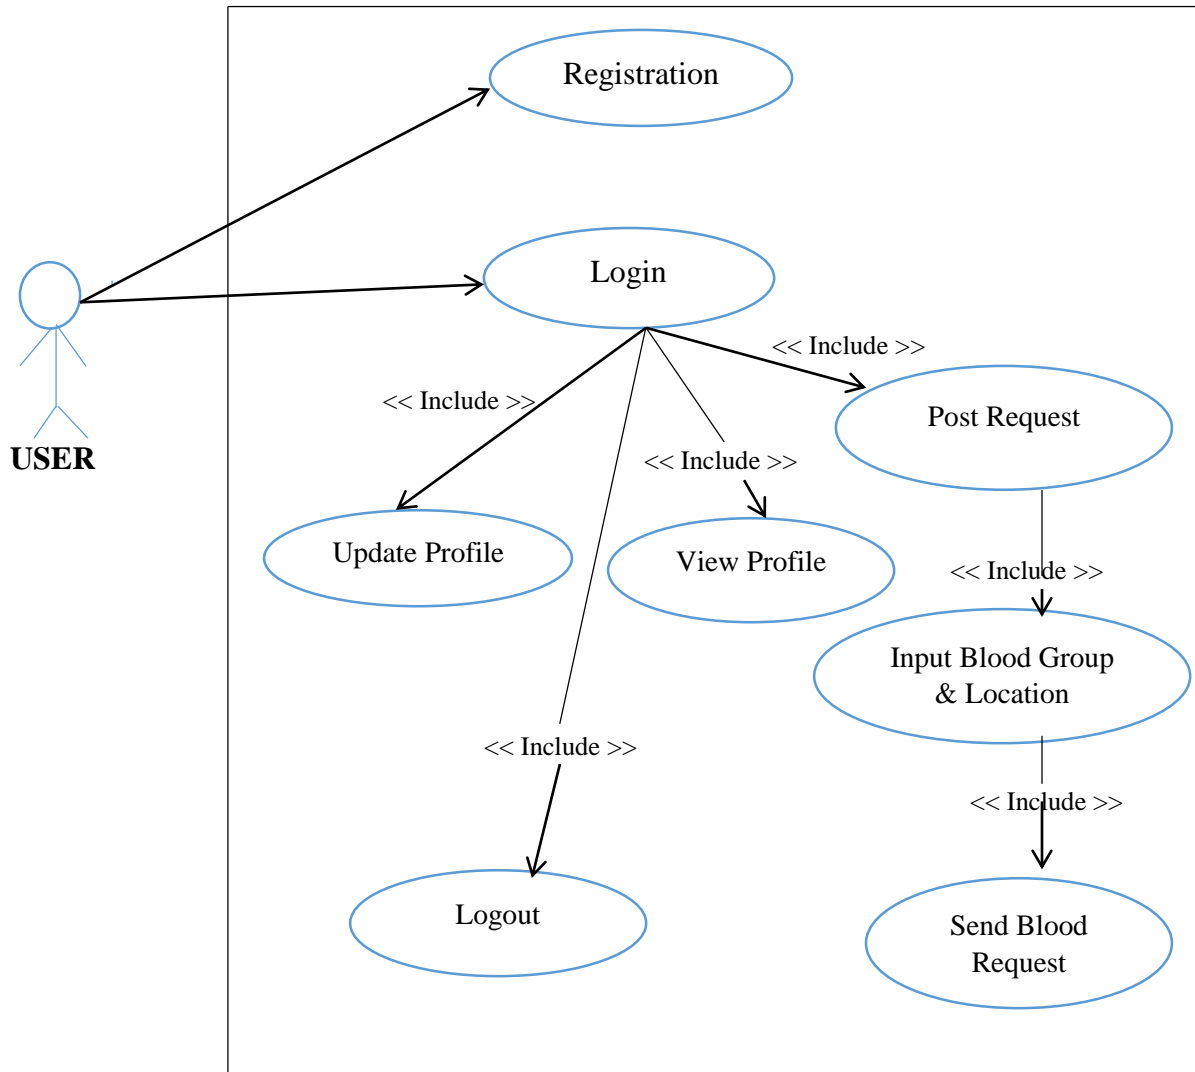 Registration
Login
<< Include >>
<< Include >>
Post Request
USER
<< Include >>
Update Profile
View Profile
<< Include >>
Input Blood Group
& Location
<< Include >>
<< Include >>
Logout
Send Blood
Request